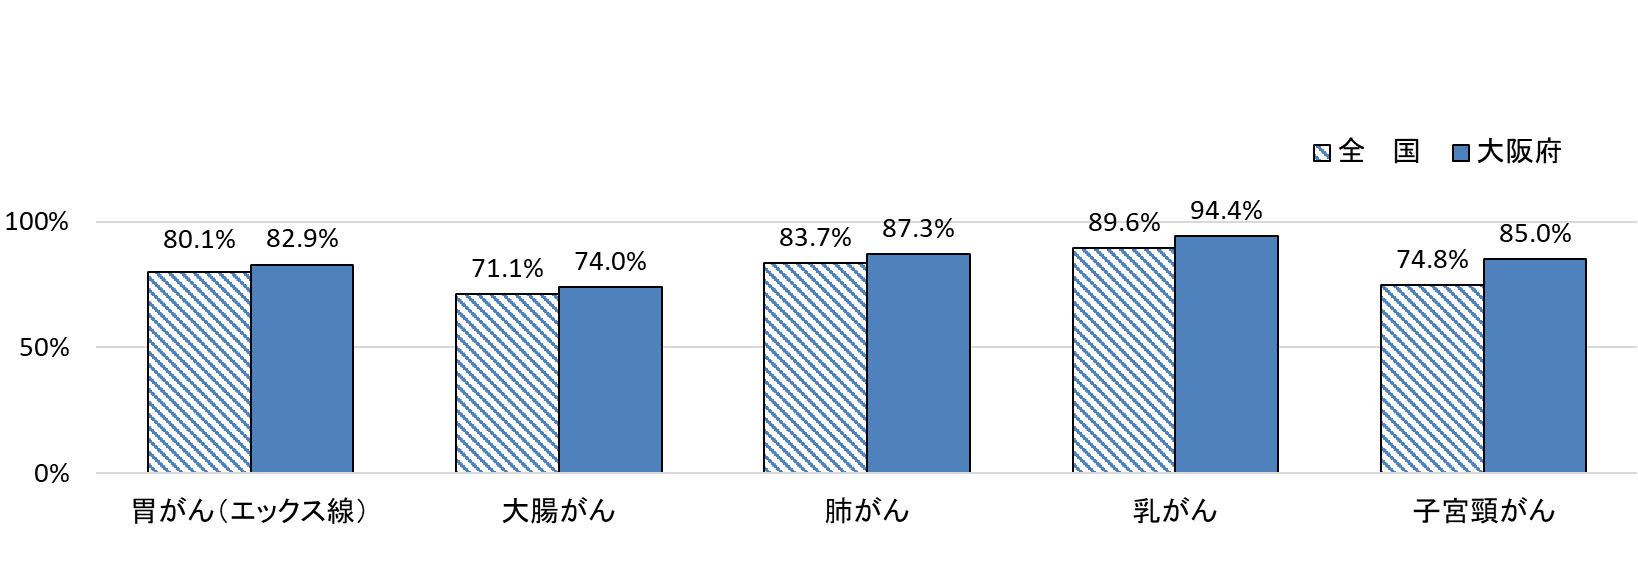 全　国 大阪府
100%
50%
0%
80.1% 82.9% 71.1% 74.0% 83.7% 87.3% 89.6% 94.4% 74.8% 85.0%
胃がん（エックス線） 大腸がん 肺がん 乳がん 子宮頸がん